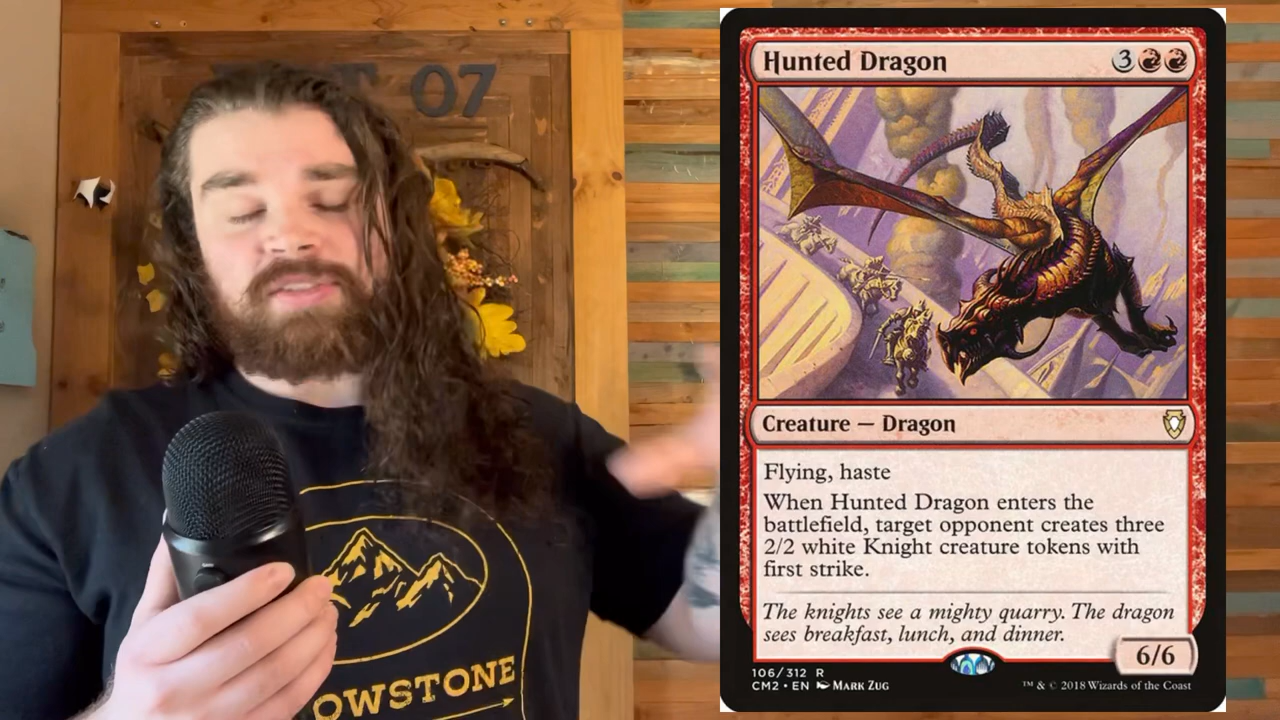 07
OWSTONE
Hunted Dragon 3
Creature — Dragon
Flying, haste
When Hunted Dragon enters the
battlefield, target opponent creates three
2/2 white Knight creature tokens with
first strike.
The knights see a mighty quarry. The dragon
sees breakfast, lunch, and dinner.
6/6
106/312 R
CM2 • EN MARK ZUG
™ & © 2018 Wizards of the Coast